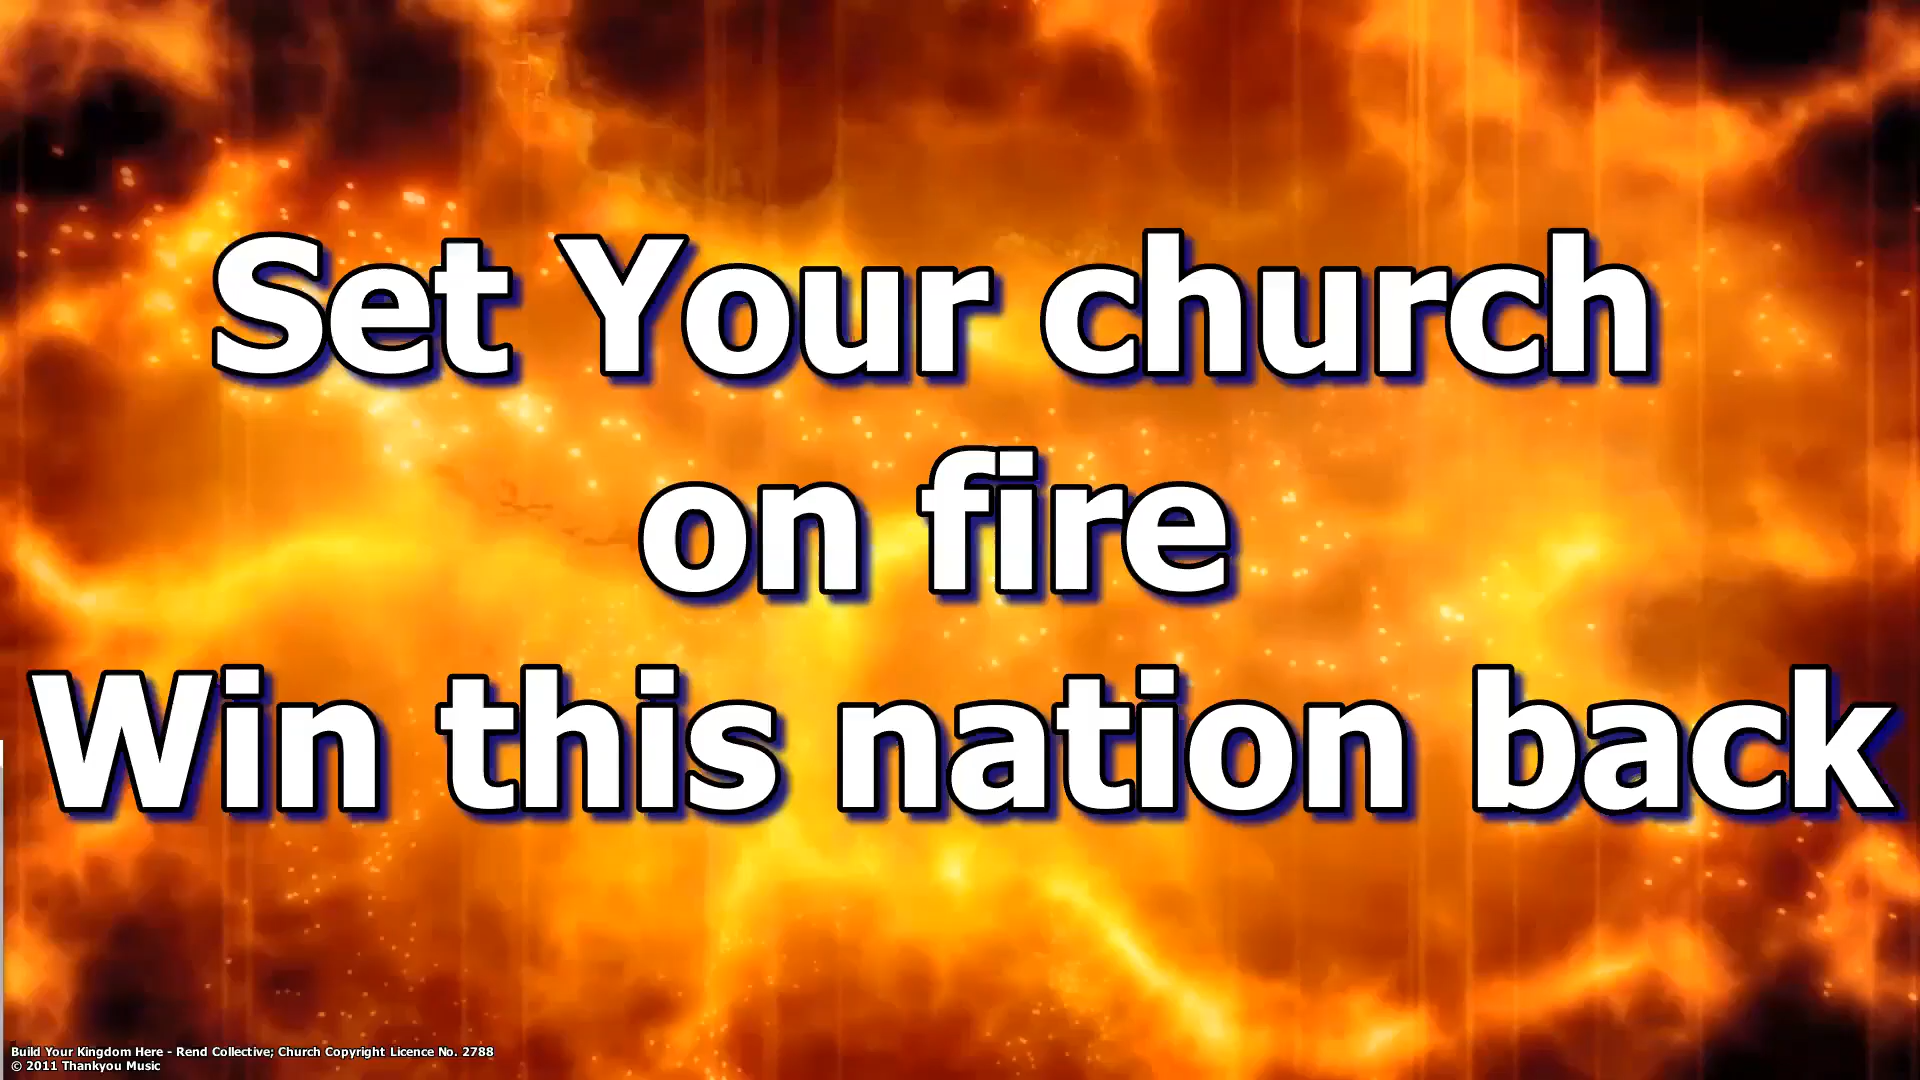 Set Your church
on fire
Win this nation back
Build Your Kingdom Here - Rend Collective; Church Copyright Licence No. 2788
© 2011 Thankyou Music